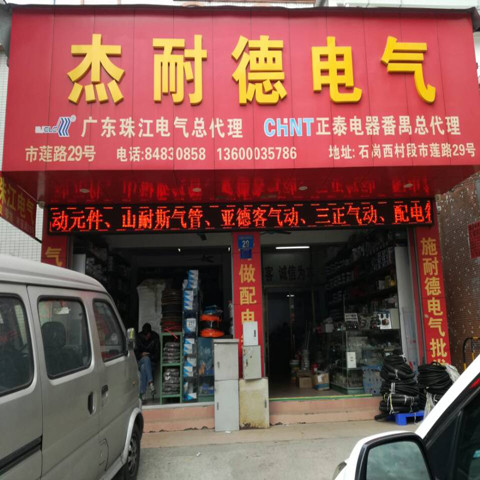 杰耐德电气
广东珠江电气总代理 CHNT正泰电器番禺总代理
市莲路29号 电话:84830858 13600035786 地址:石岗西村段市莲路29号
动元件、山耐斯气管、亚德客气动、三正气动、配电
气
做配电
29
施耐德电气批发